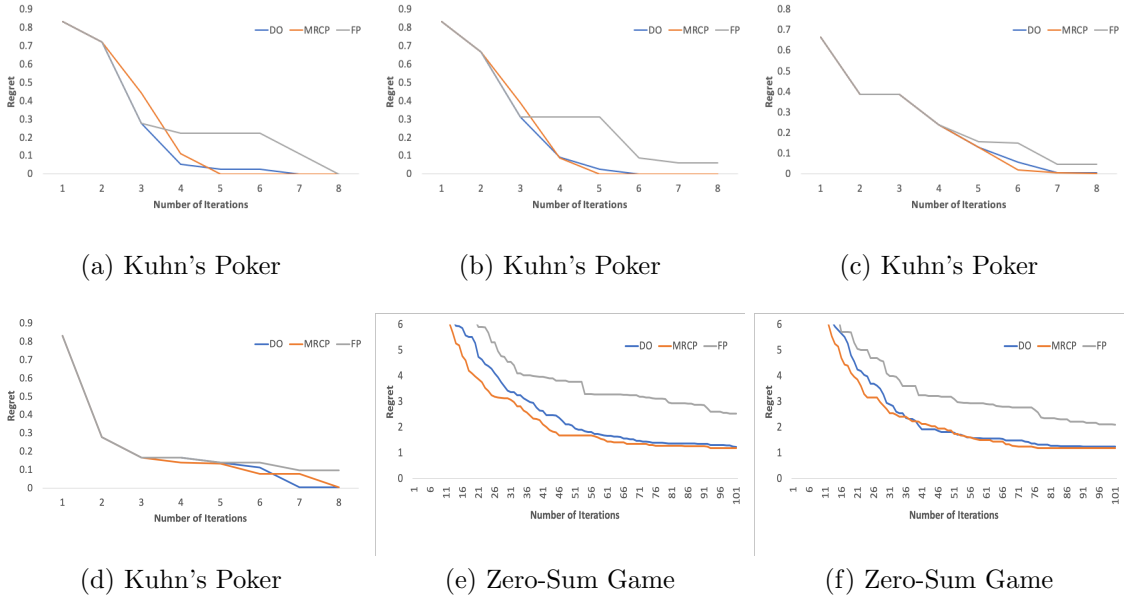 0.9
0.8
0.7
0.6
0.5
0.4
0.3
0.2
0.1
0
Regret
DO MRCP FP
1 2 3 4 5 6 7 8
Number of Iterations
(a) Kuhn's Poker
0.9
0.8
0.7
0.6
0.5
0.4
0.3
0.2
0.1
0
Regret
DO MRCP FP
1 2 3 4 5 6 7 8
Number of Iterations
(b) Kuhn's Poker
0.8
0.7
0.6
0.5
0.4
0.3
0.2
0.1
0
Regret
DO MRCP FP
1 2 3 4 5 6 7 8
Number of Iterations
(c) Kuhn's Poker
0.9
0.8
0.7
0.6
0.5
0.4
0.3
0.2
0.1
0
Regret
DO MRCP FP
1 2 3 4 5 6 7 8
Number of Iterations
(d) Kuhn's Poker
6
5
4
3
2
1
0
Regret
DO MRCP FP
1 6 11 16 21 26 31 36 41 46 51 56 61 66 71 76 81 86 91 96 101
Number of Iterations
(e) Zero-Sum Game
6
5
4
3
2
1
0
Regret
DO MRCP FP
1 6 11 16 21 26 31 36 41 46 51 56 61 66 71 76 81 86 91 96 101
Number of Iterations
(f) Zero-Sum Game